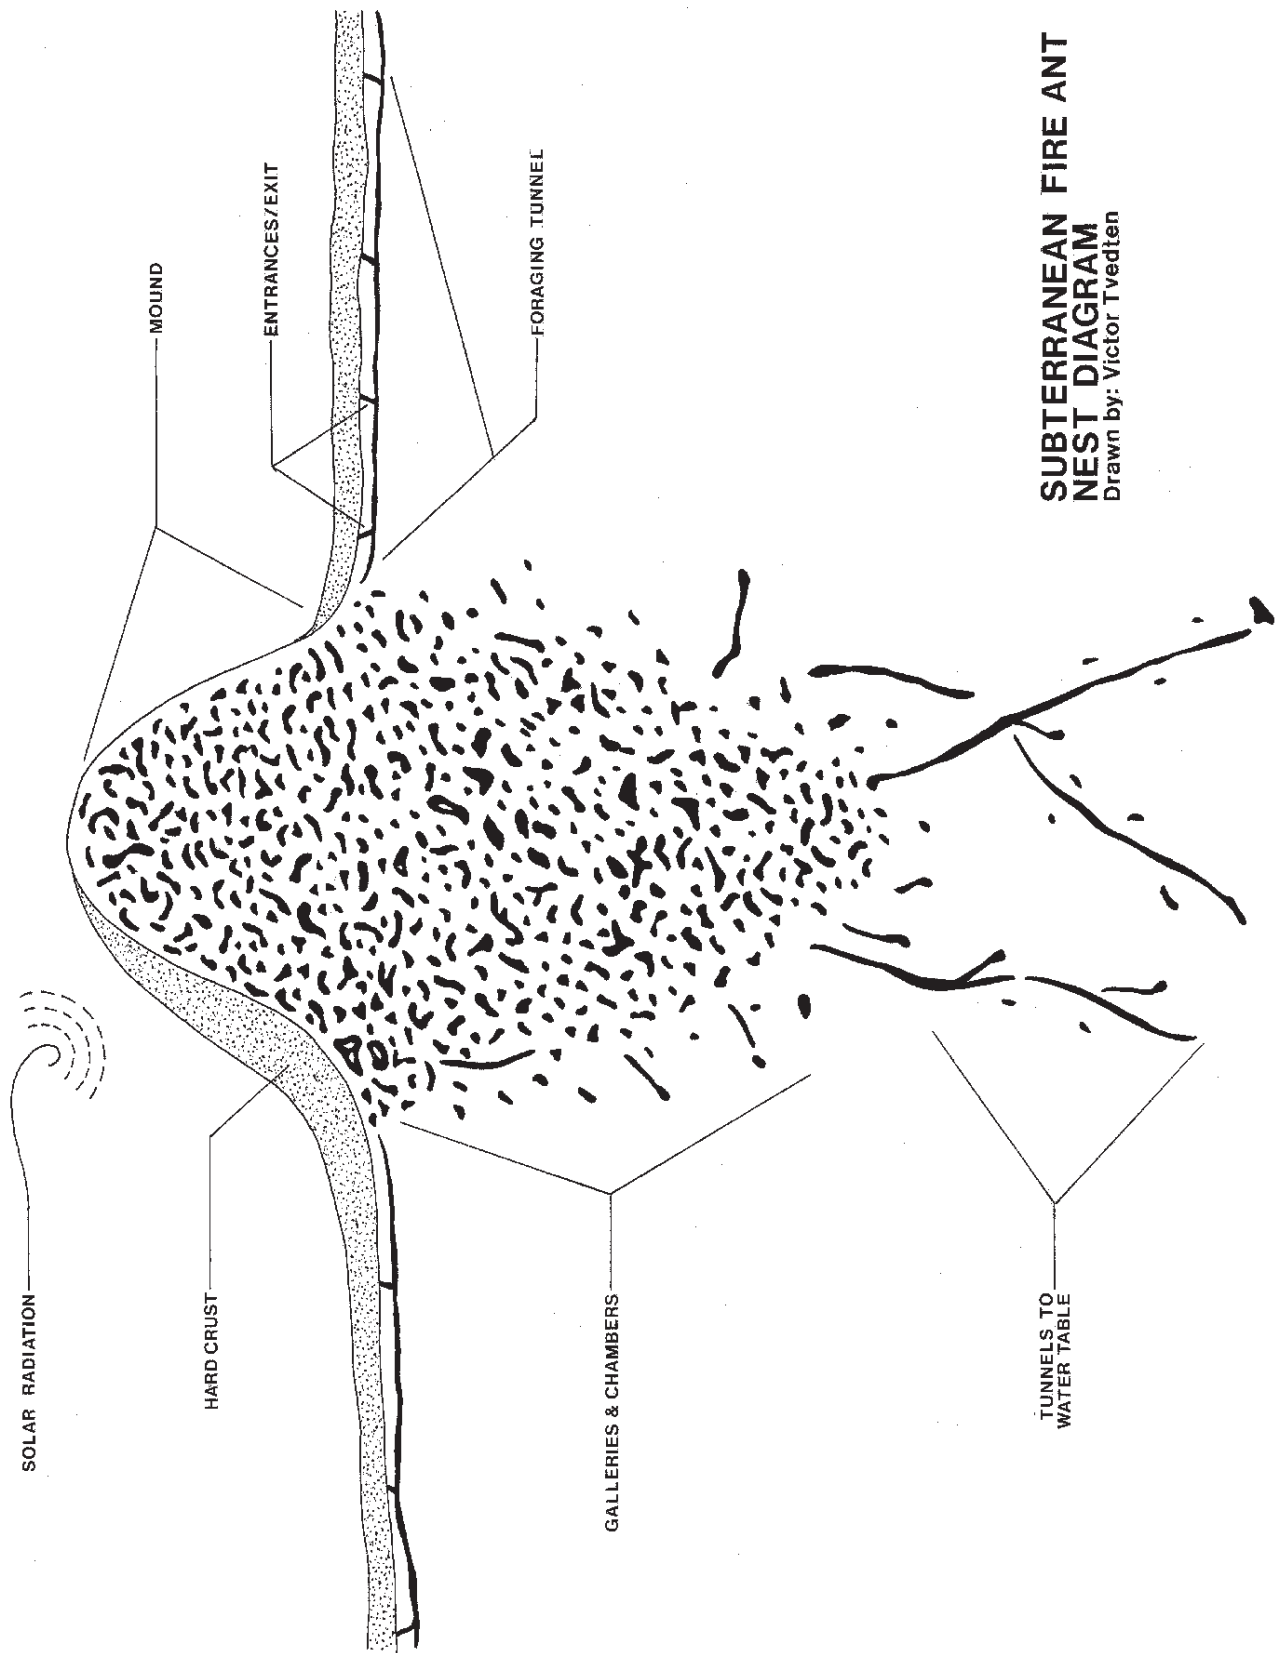 SOLAR RADIATION
HARD CRUST
MOUND
ENTRANCES/EXIT
FORAGING TUNNEL
GALLERIES & CHAMBERS
TUNNELS TO
WATER TABLE
SUBTERRANEAN FIRE ANT
NEST DIAGRAM
Drawn by: Victor Tvedten